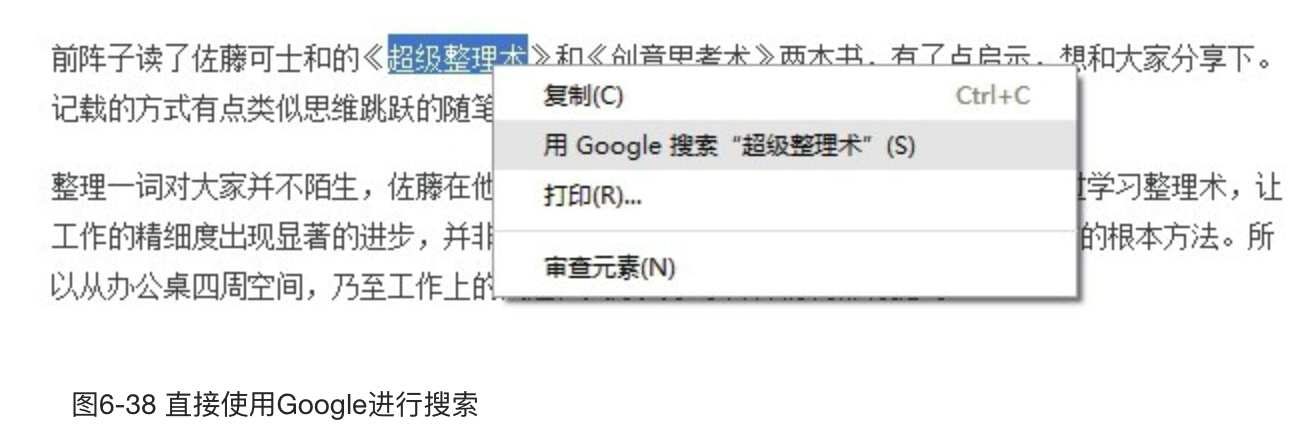 前阵子读了佐藤可士和的《超级整理术》和《创意思考术》两本书，有了点启示，想和大家分享下。
记载的方式有点类似思维跳跃的随笔
复制(C) Ctrl+C
用 Google 搜索“超级整理术”(S)
打印(R)...
审查元素(N)
整理一词对大家并不陌生，佐藤在他
学习整理术，让
工作的精细度出现显著的进步，并非
的根本方法。所
以从办公桌四周空间，乃至工作上的
图6-38 直接使用Google进行搜索